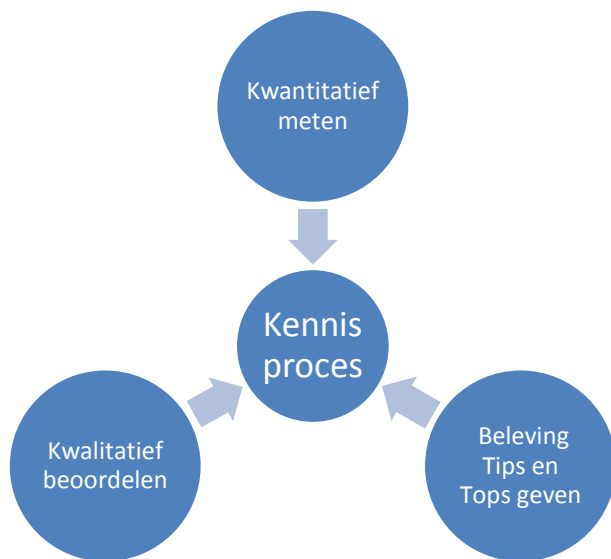 Kwantitatief
meten
Kennis
proces
Kwalitatief
beoordelen
Beleving
Tips en
Tops geven